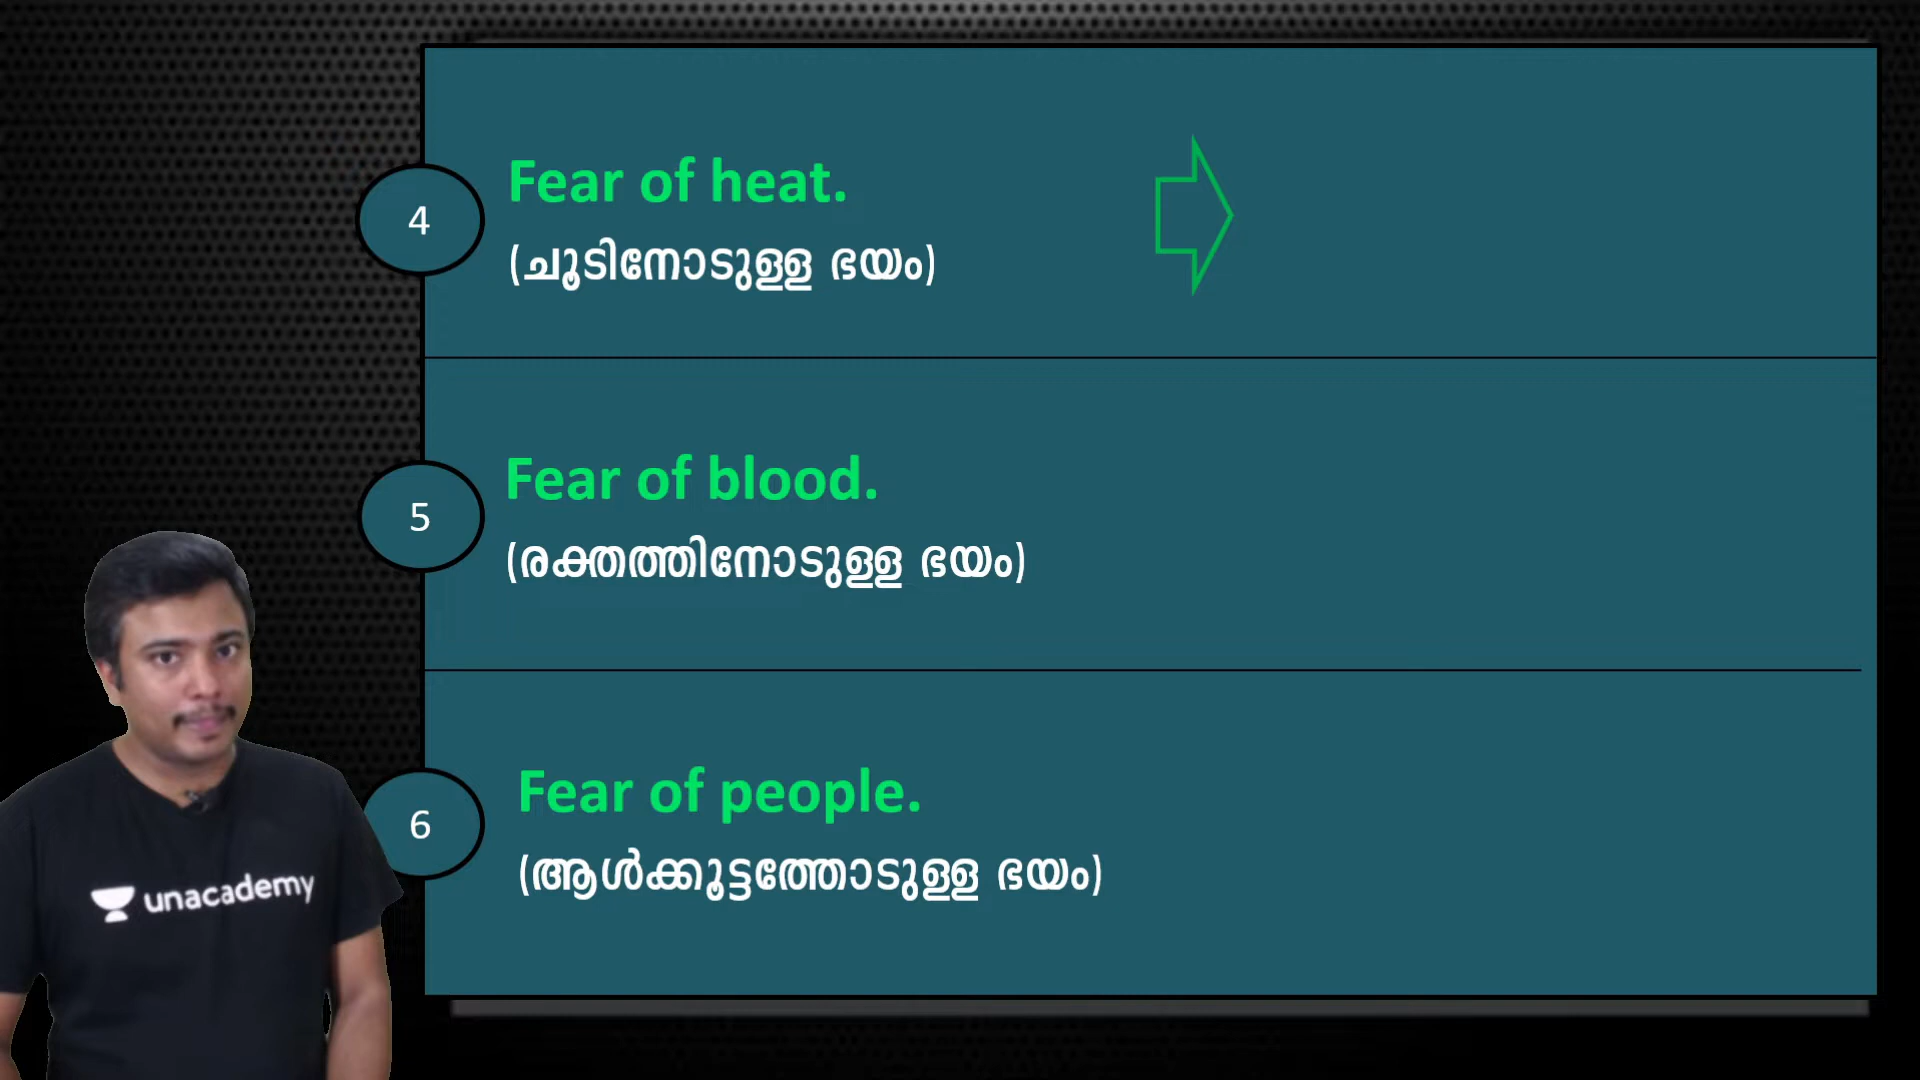 4
Fear of heat.
(ചൂടിനോടുള്ള ഭയം)
5
Fear of blood.
(രക്തത്തിനോടുള്ള ഭയം)
6
Fear of people.
(ആൾക്കൂട്ടത്തോടുള്ള ഭയം)
unacademy